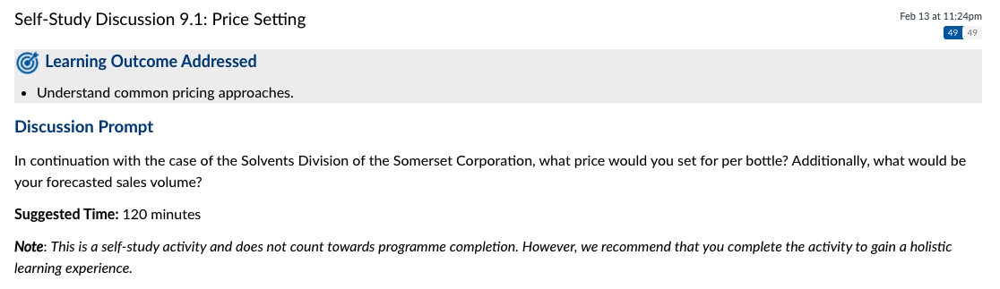 Self-Study Discussion 9.1: Price Setting
Feb 13 at 11:24pm
49 49
Learning Outcome Addressed
• Understand common pricing approaches.
Discussion Prompt
In continuation with the case of the Solvents Division of the Somerset Corporation, what price would you set for per bottle? Additionally, what would be
your forecasted sales volume?
Suggested Time: 120 minutes
Note: This is a self-study activity and does not count towards programme completion. However, we recommend that you complete the activity to gain a holistic
learning experience.